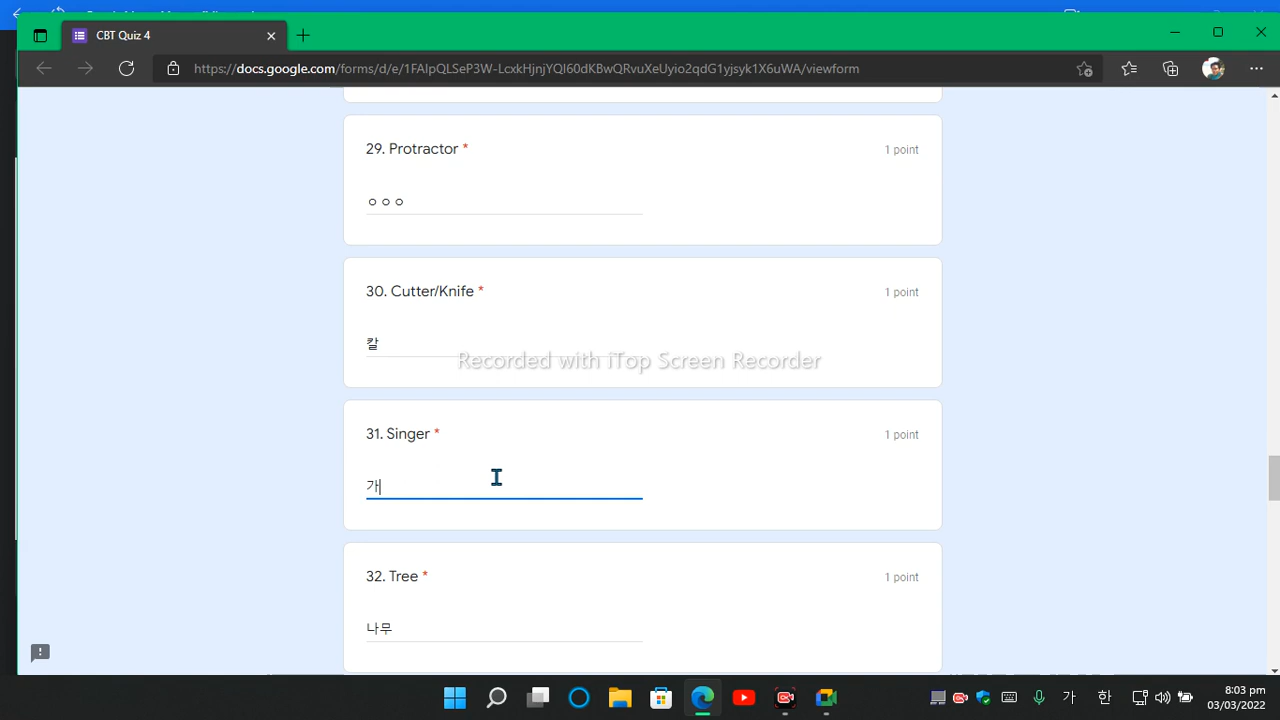 CBT Quiz 4
https://docs.google.com/forms/d/e/1FAIpQLSeP3W-LcxkHjnjYQJ60dKBwQRvuXeUyio2qdG1yjsyk1X6uWA/viewform
29. Protractor * 1 point
ㅇㅇㅇ
30. Cutter/Knife * 1 point
칼
Recorded with iTop Screen Recorder
31. Singer * 1 point
개
32. Tree * 1 point
나무
가 한 8:03 pm
03/03/2022